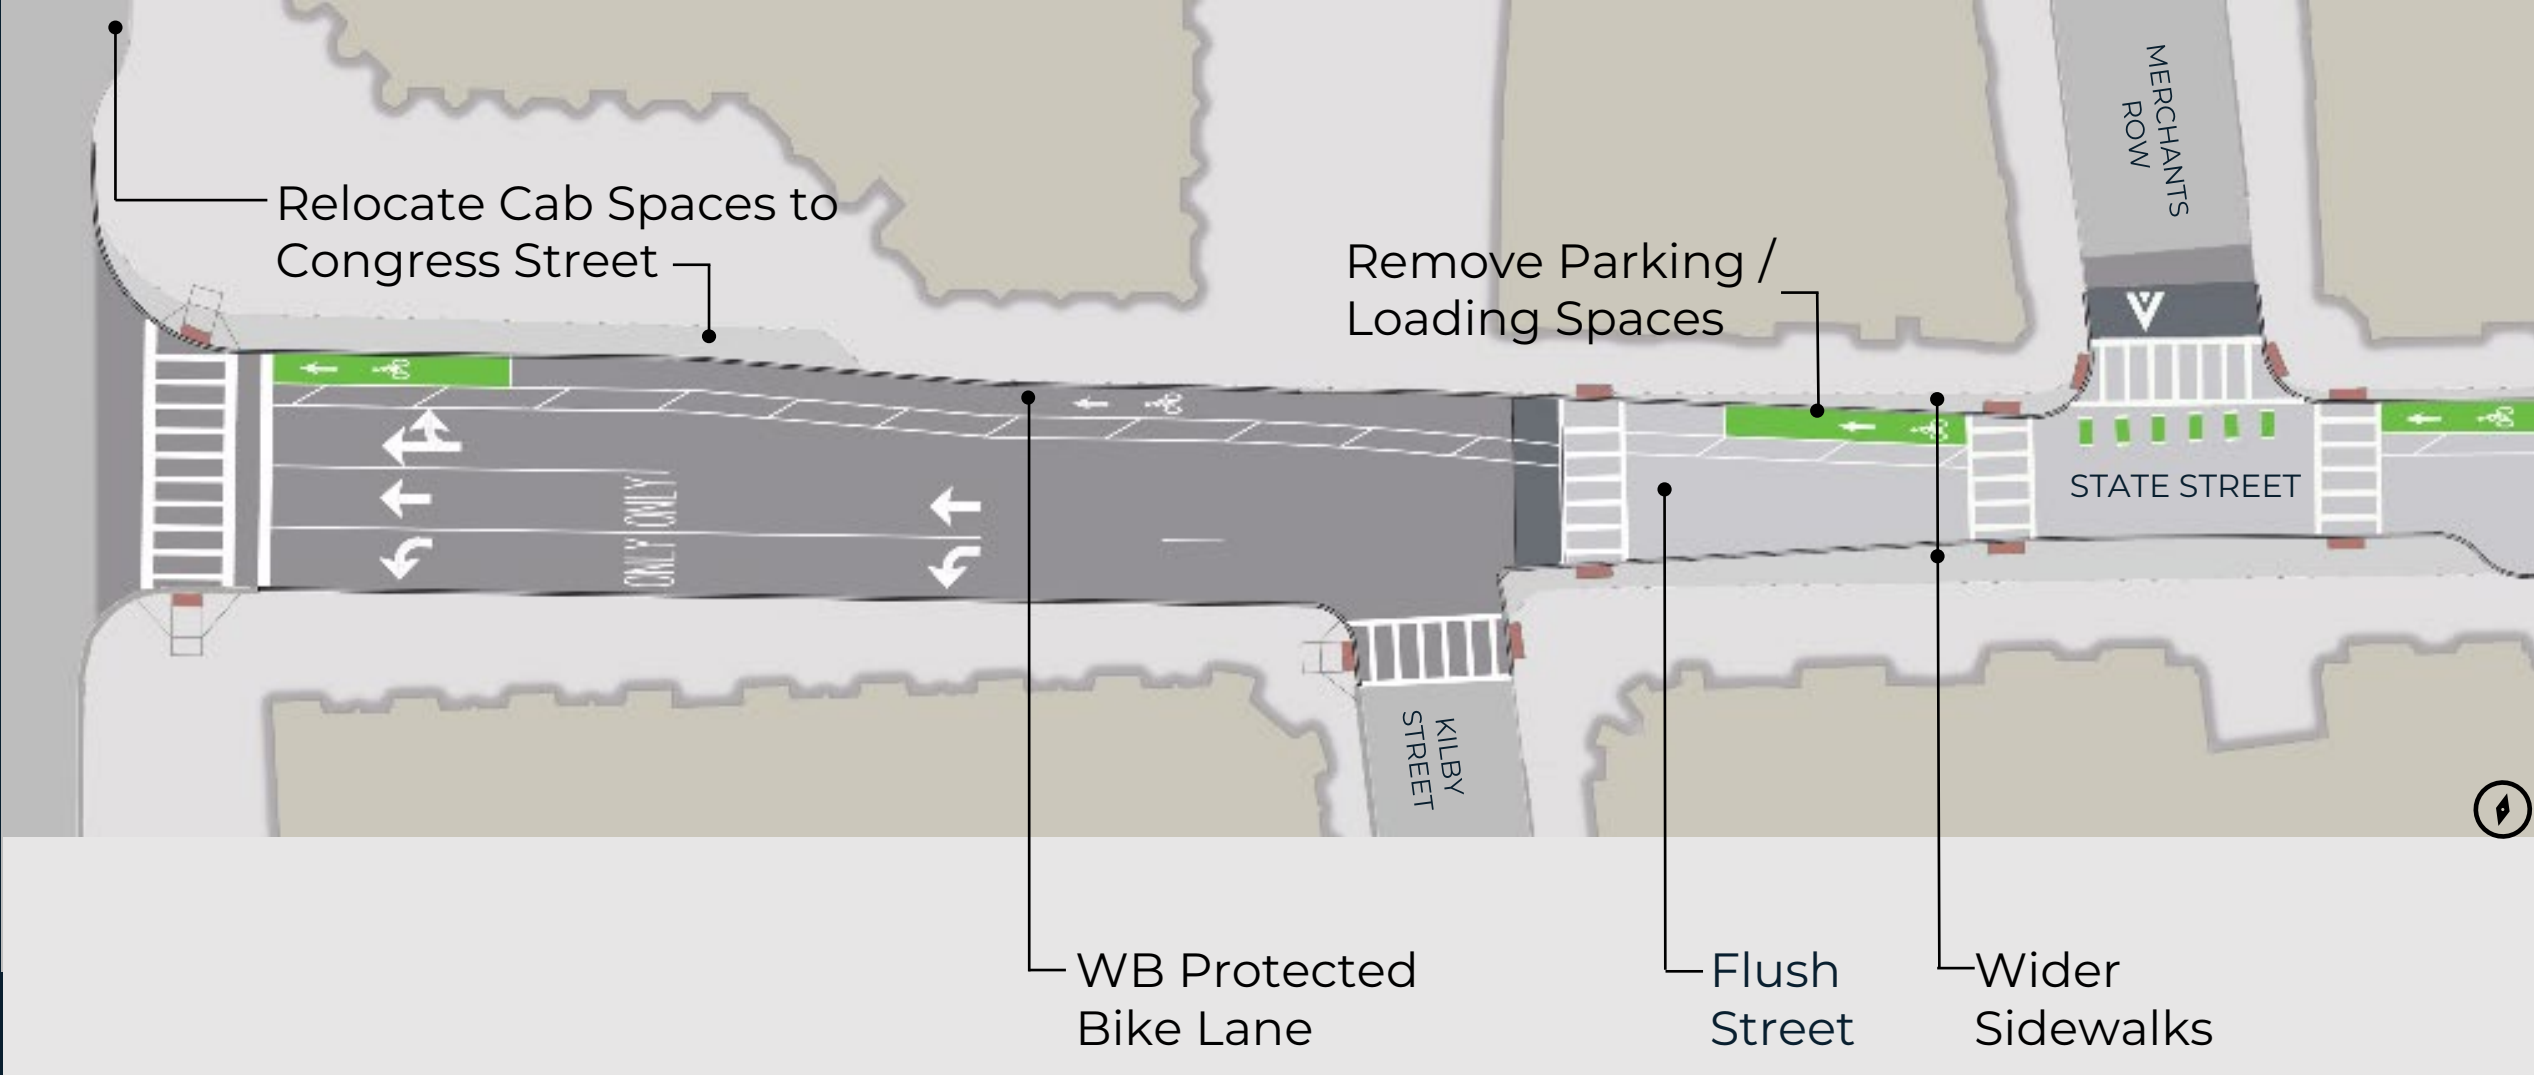 MERCHANTS
ROW
Relocate Cab Spaces to
Congress Street
Remove Parking /
Loading Spaces
STATE STREET
ONLY ONLY
KILBY
STREET
WB Protected
Bike Lane
Flush
Street
Wider
Sidewalks